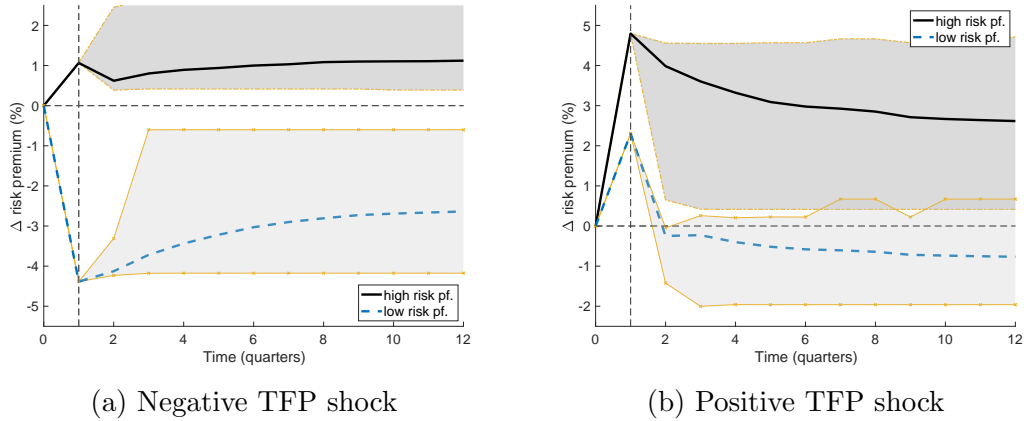 2
1
0
-1
-2
-3
-4
-5
Δ risk premium (%)
0 2 4 6 8 10 12
Time (quarters)
high risk pf.
low risk pf.
(a) Negative TFP shock
5
4
3
2
1
0
-1
-2
Δ risk premium (%)
0 2 4 6 8 10 12
Time (quarters)
high risk pf.
low risk pf.
(b) Positive TFP shock